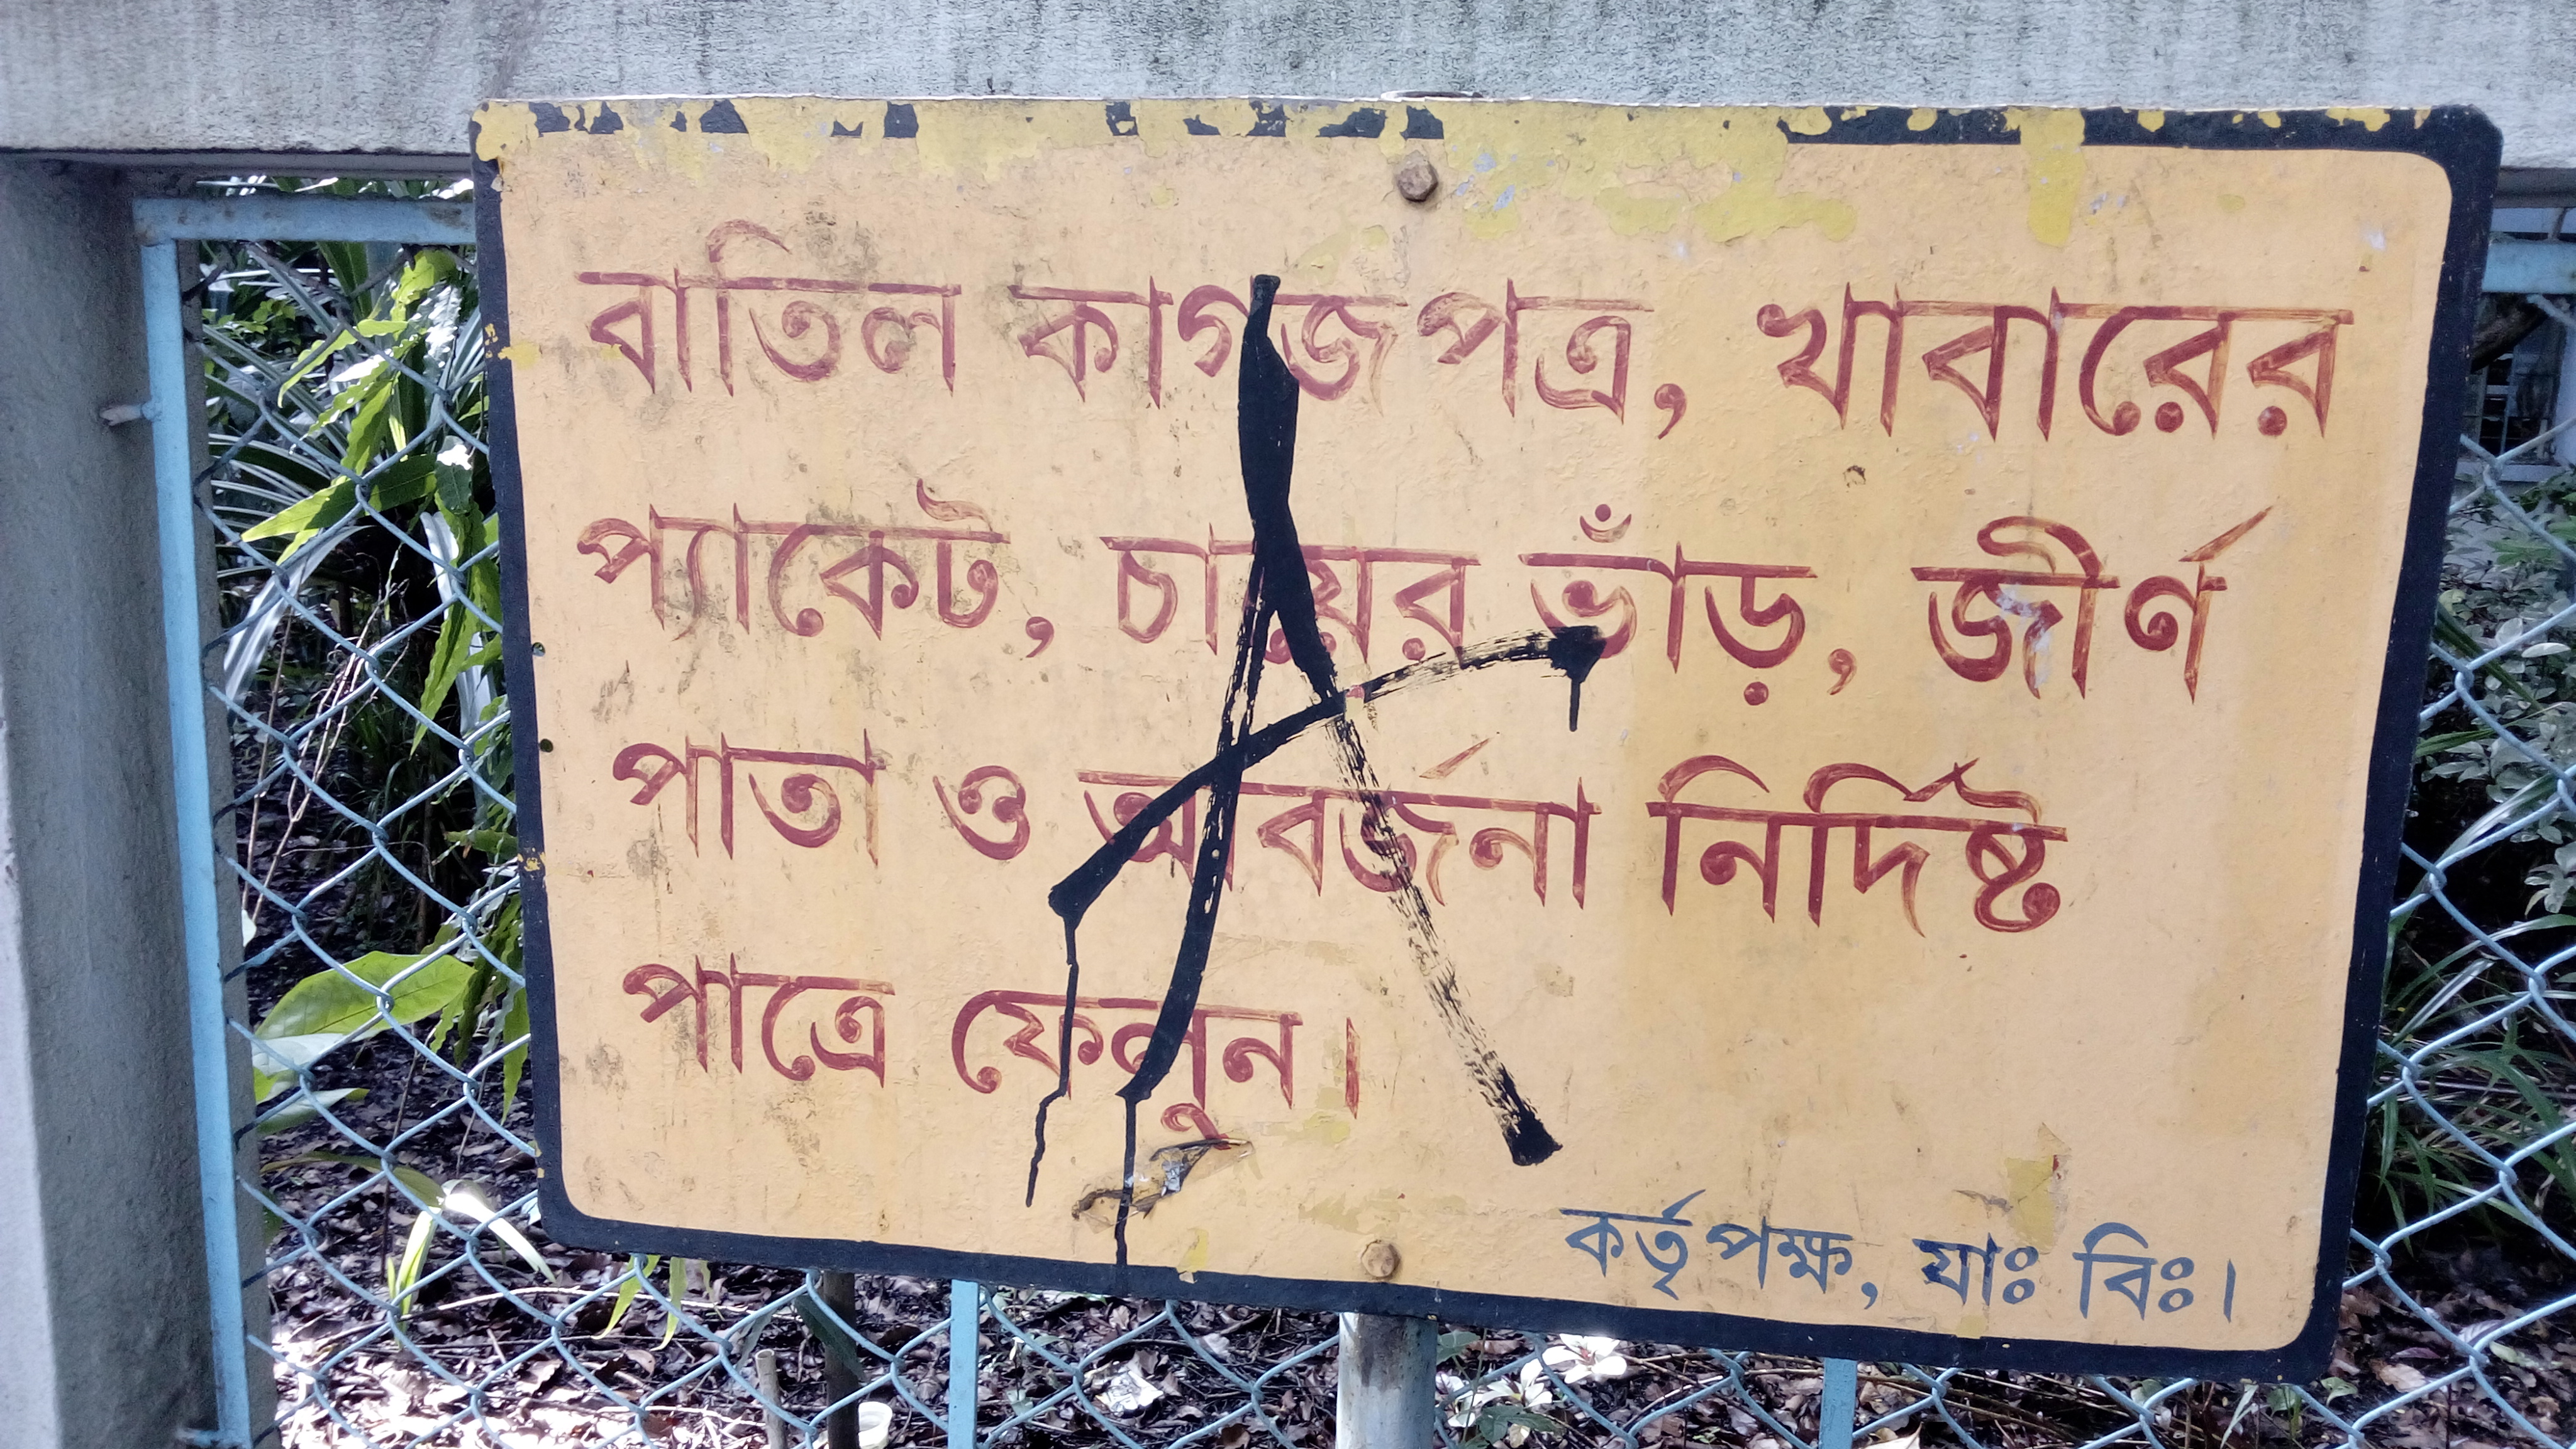 বাতিল কাগজপত্র, খাবারের
প্যাকেট, চায়ের ভাঁড়, জীর্ণ
পাতা ও আবর্জনা নির্দিষ্ট
পাত্রে ফেলুন।
কর্তৃপক্ষ, যাঃ বিঃ।